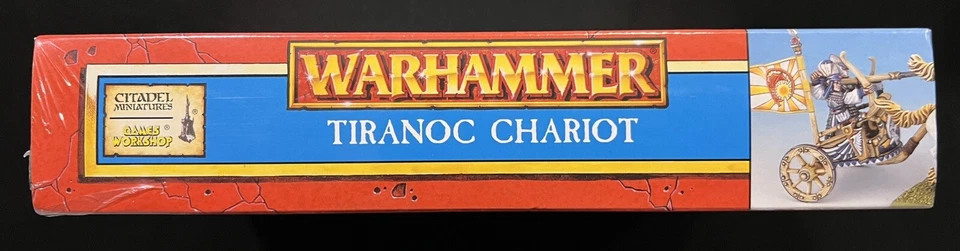 WARHAMMER®
TIRANOC CHARIOT
CITADEL
MINIATURES
GAMES
WORKSHOP®